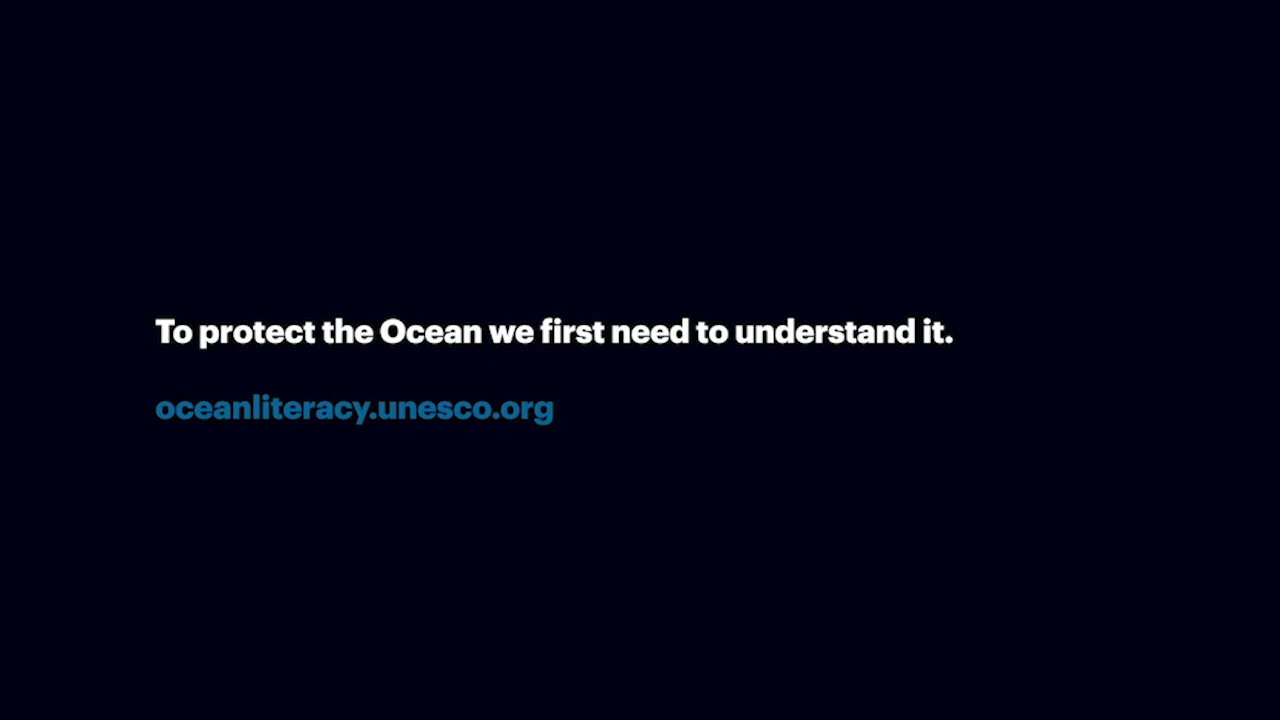 To protect the Ocean we first need to understand it.
oceanliteracy.unesco.org